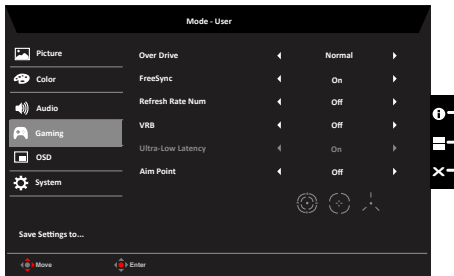 Mode - User
Picture
Color
Audio
Gaming
OSD
System
Over Drive Normal
FreeSync On
Refresh Rate Num Off
VRB Off
Ultra-Low Latency On
Aim Point Off
Save Settings to...
Move Enter